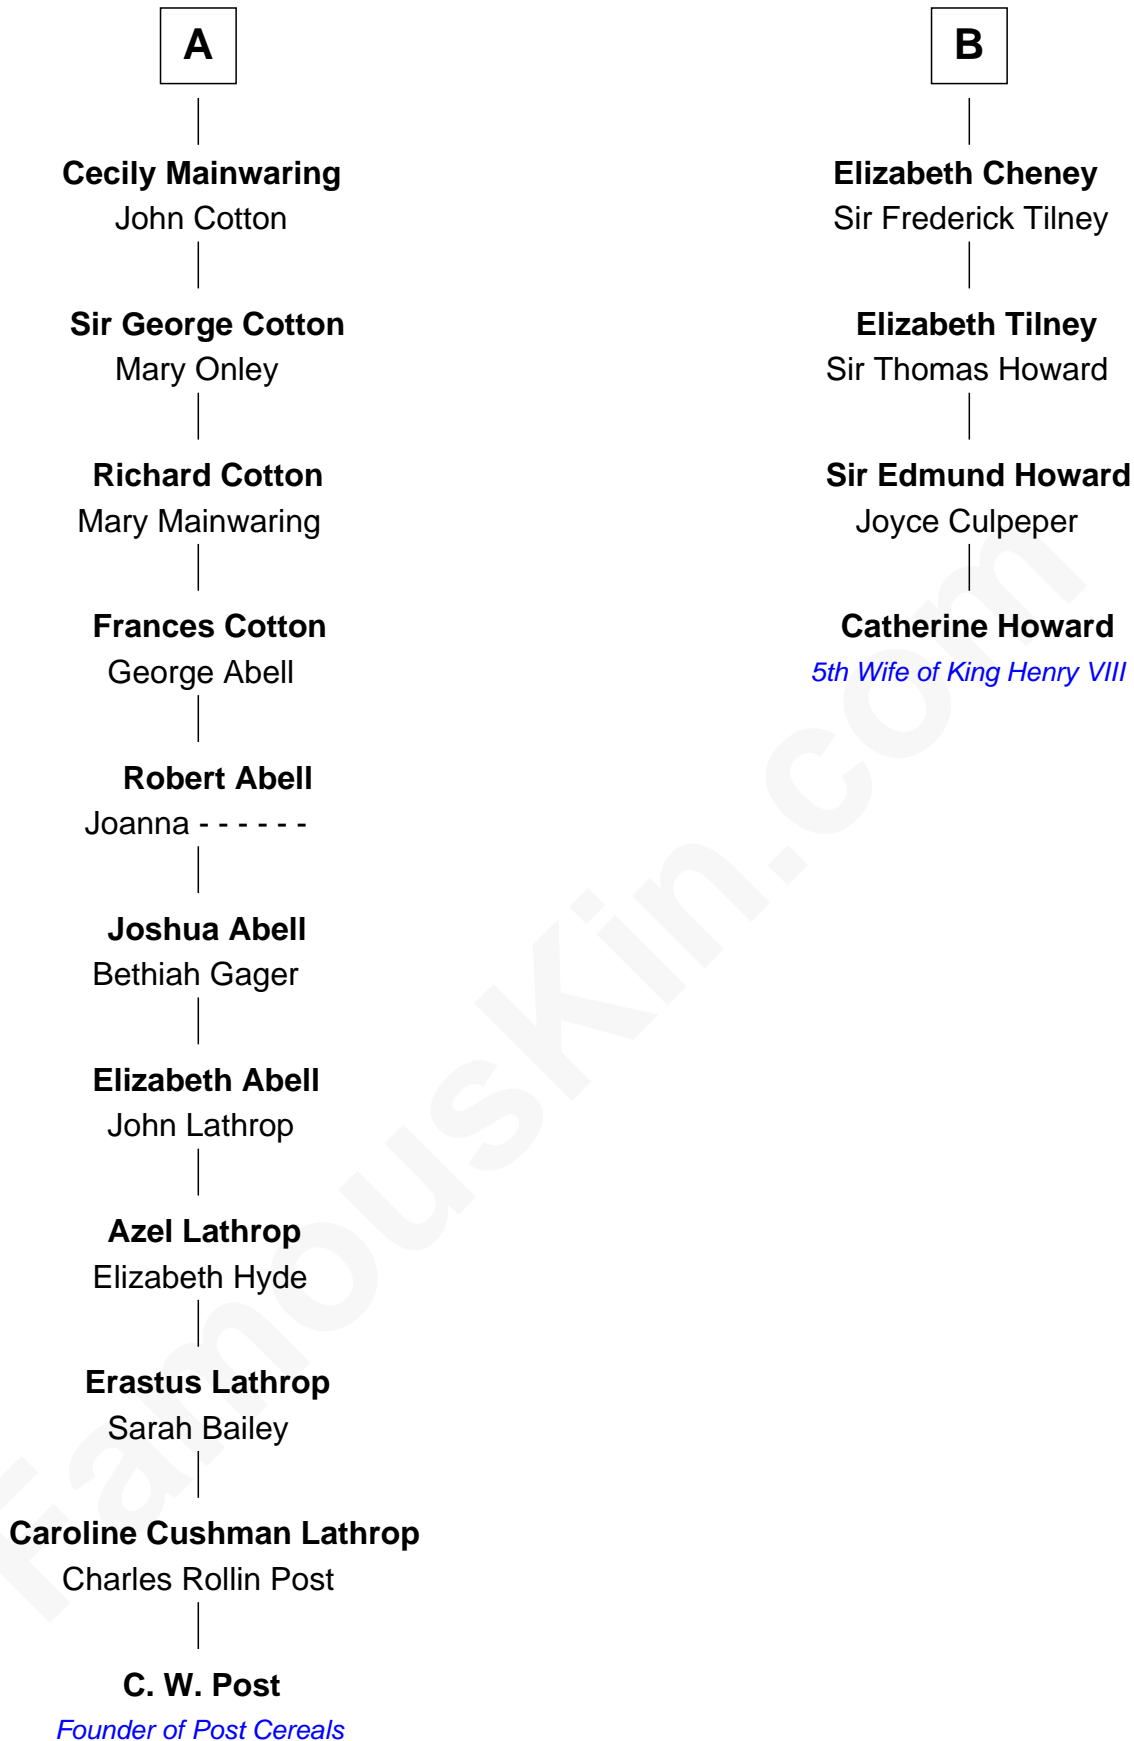 A
Cecily Mainwaring
John Cotton
Sir George Cotton
Mary Onley
Richard Cotton
Mary Mainwaring
Frances Cotton
George Abell
Robert Abell
Joanna - - - - - -
Joshua Abell
Bethiah Gager
Elizabeth Abell
John Lathrop
Azel Lathrop
Elizabeth Hyde
Erastus Lathrop
Sarah Bailey
Caroline Cushman Lathrop
Charles Rollin Post
C. W. Post
Founder of Post Cereals
B
Elizabeth Cheney
Sir Frederick Tilney
Elizabeth Tilney
Sir Thomas Howard
Sir Edmund Howard
Joyce Culpeper
Catherine Howard
5th Wife of King Henry VIII
FamousKin.com